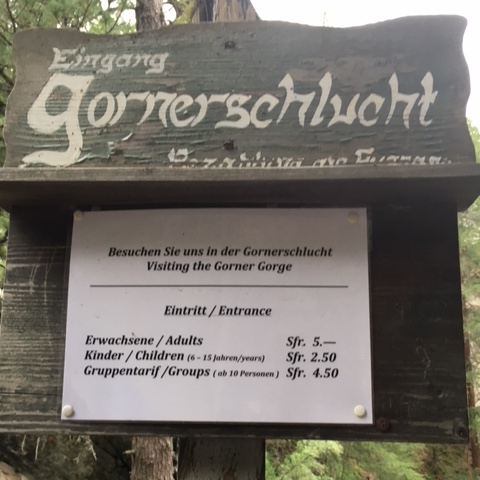 Eingang
gornerschlucht
Besuchen Sie uns in der Gornerschlucht
Visiting the Gorner Gorge
Eintritt / Entrance
Erwachsene / Adults Sfr. 5.—
Kinder / Children (6 – 15 Jahren/years) Sfr. 2.50
Gruppentarif /Groups ( ab 10 Personen ) Sfr. 4.50